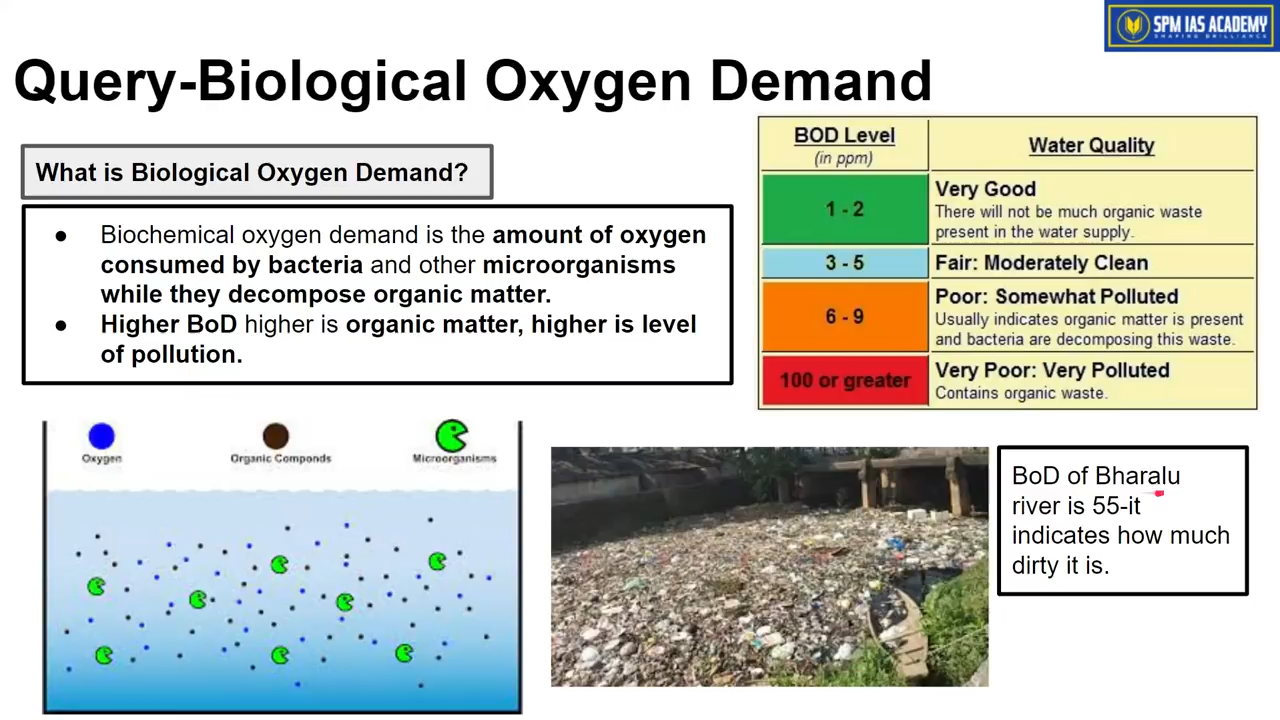 SPM IAS ACADEMY
SHAPING BRILLIANCE
Query-Biological Oxygen Demand
What is Biological Oxygen Demand?
● Biochemical oxygen demand is the amount of oxygen
consumed by bacteria and other microorganisms
while they decompose organic matter.
● Higher BoD higher is organic matter, higher is level
of pollution.
BOD Level
(in ppm)
Water Quality
1 - 2
Very Good
There will not be much organic waste
present in the water supply.
3 - 5
Fair: Moderately Clean
6 - 9
Poor: Somewhat Polluted
Usually indicates organic matter is present
and bacteria are decomposing this waste.
100 or greater
Very Poor: Very Polluted
Contains organic waste.
Oxygen
Organic Componds
Microorganisms
BoD of Bharalu
river is 55-it
indicates how much
dirty it is.